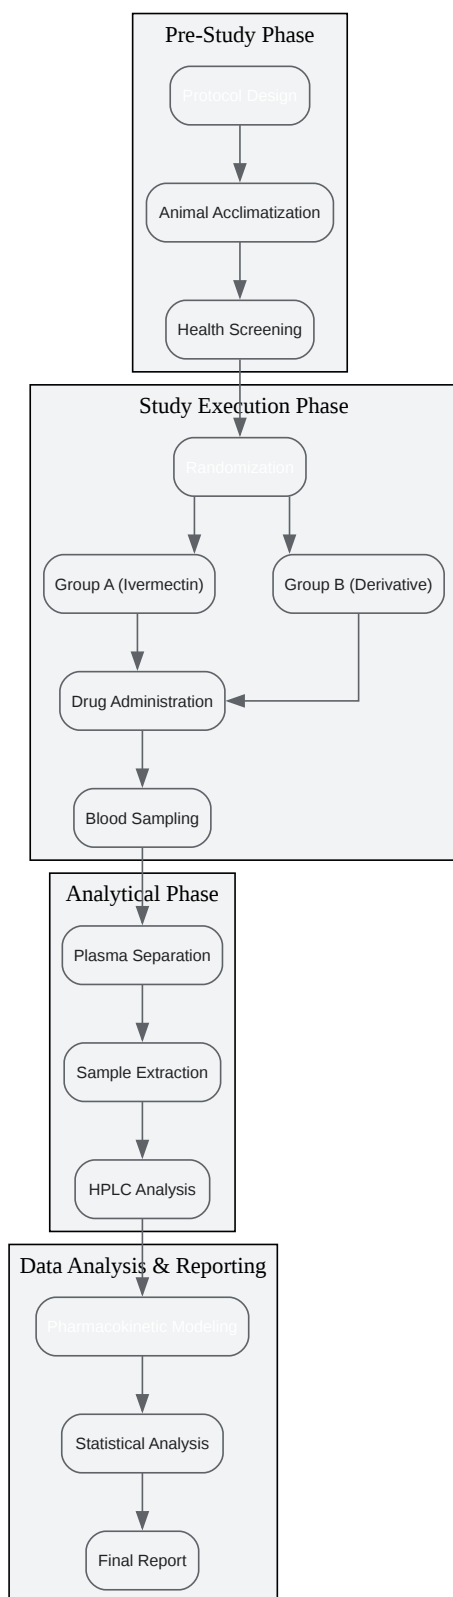 Pre-Study Phase
Protocol Design
Animal Acclimatization
Health Screening
Study Execution Phase
Randomization
Group A (Ivermectin)
Group B (Derivative)
Drug Administration
Blood Sampling
Analytical Phase
Plasma Separation
Sample Extraction
HPLC Analysis
Data Analysis & Reporting
Pharmacokinetic Modeling
Statistical Analysis
Final Report